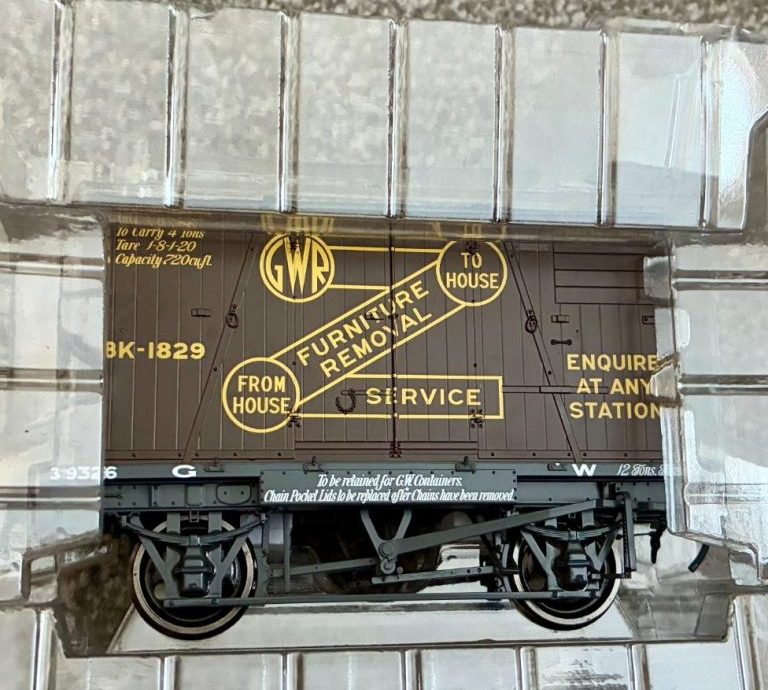 To Carry 4 Tons
Tare 1-8-1-20
Capacity 720cu.ft.
GWR
TO
HOUSE
FURNITURE
REMOVAL
BK-1829
FROM
HOUSE
SERVICE
ENQUIRE
AT ANY
STATION
39326 G W 12 Tons.
To be retained for G.W. Containers.
Chain Pocket Lids to be replaced after Chains have been removed.